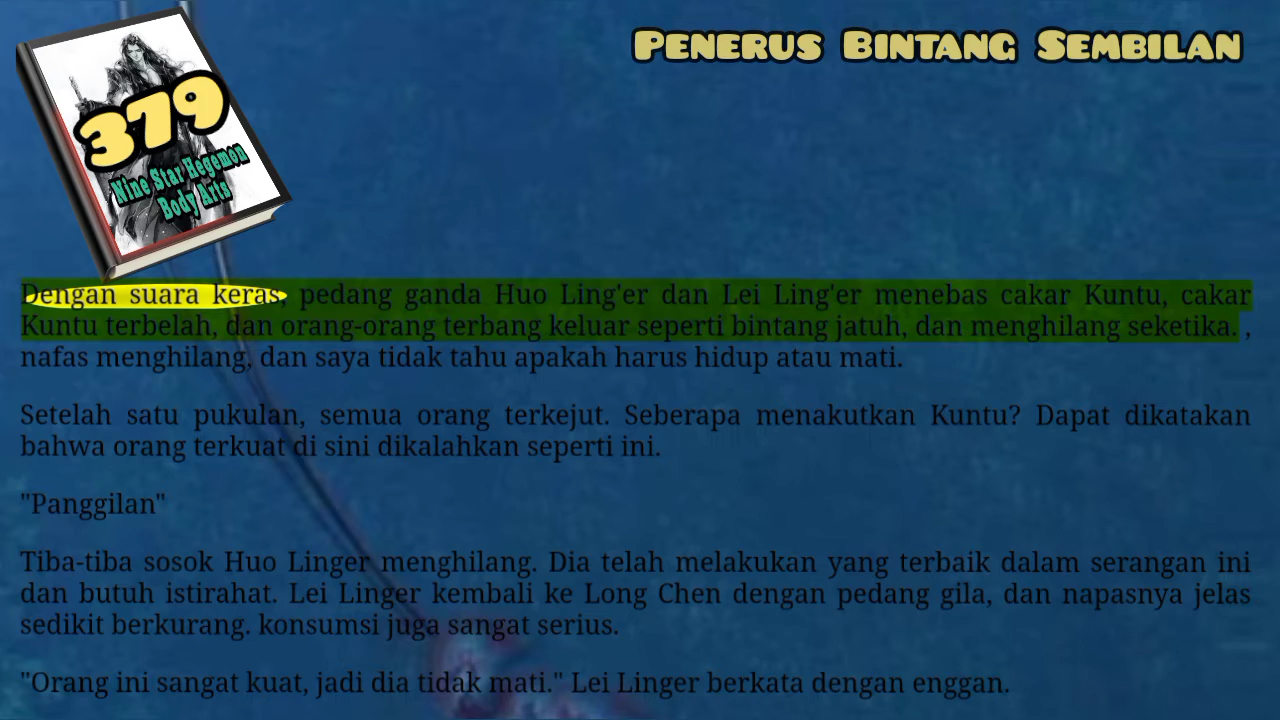 Penerus Bintang Sembilan
379
Nine Star Hegemon
Body Arts
Dengan suara keras, pedang ganda Huo Ling'er dan Lei Ling'er menebas cakar Kuntu, cakar
Kuntu terbelah, dan orang-orang terbang keluar seperti bintang jatuh, dan menghilang seketika. ,
nafas menghilang, dan saya tidak tahu apakah harus hidup atau mati.
Setelah satu pukulan, semua orang terkejut. Seberapa menakutkan Kuntu? Dapat dikatakan
bahwa orang terkuat di sini dikalahkan seperti ini.
"Panggilan"
Tiba-tiba sosok Huo Linger menghilang. Dia telah melakukan yang terbaik dalam serangan ini
dan butuh istirahat. Lei Linger kembali ke Long Chen dengan pedang gila, dan napasnya jelas
sedikit berkurang. konsumsi juga sangat serius.
"Orang ini sangat kuat, jadi dia tidak mati." Lei Linger berkata dengan enggan.